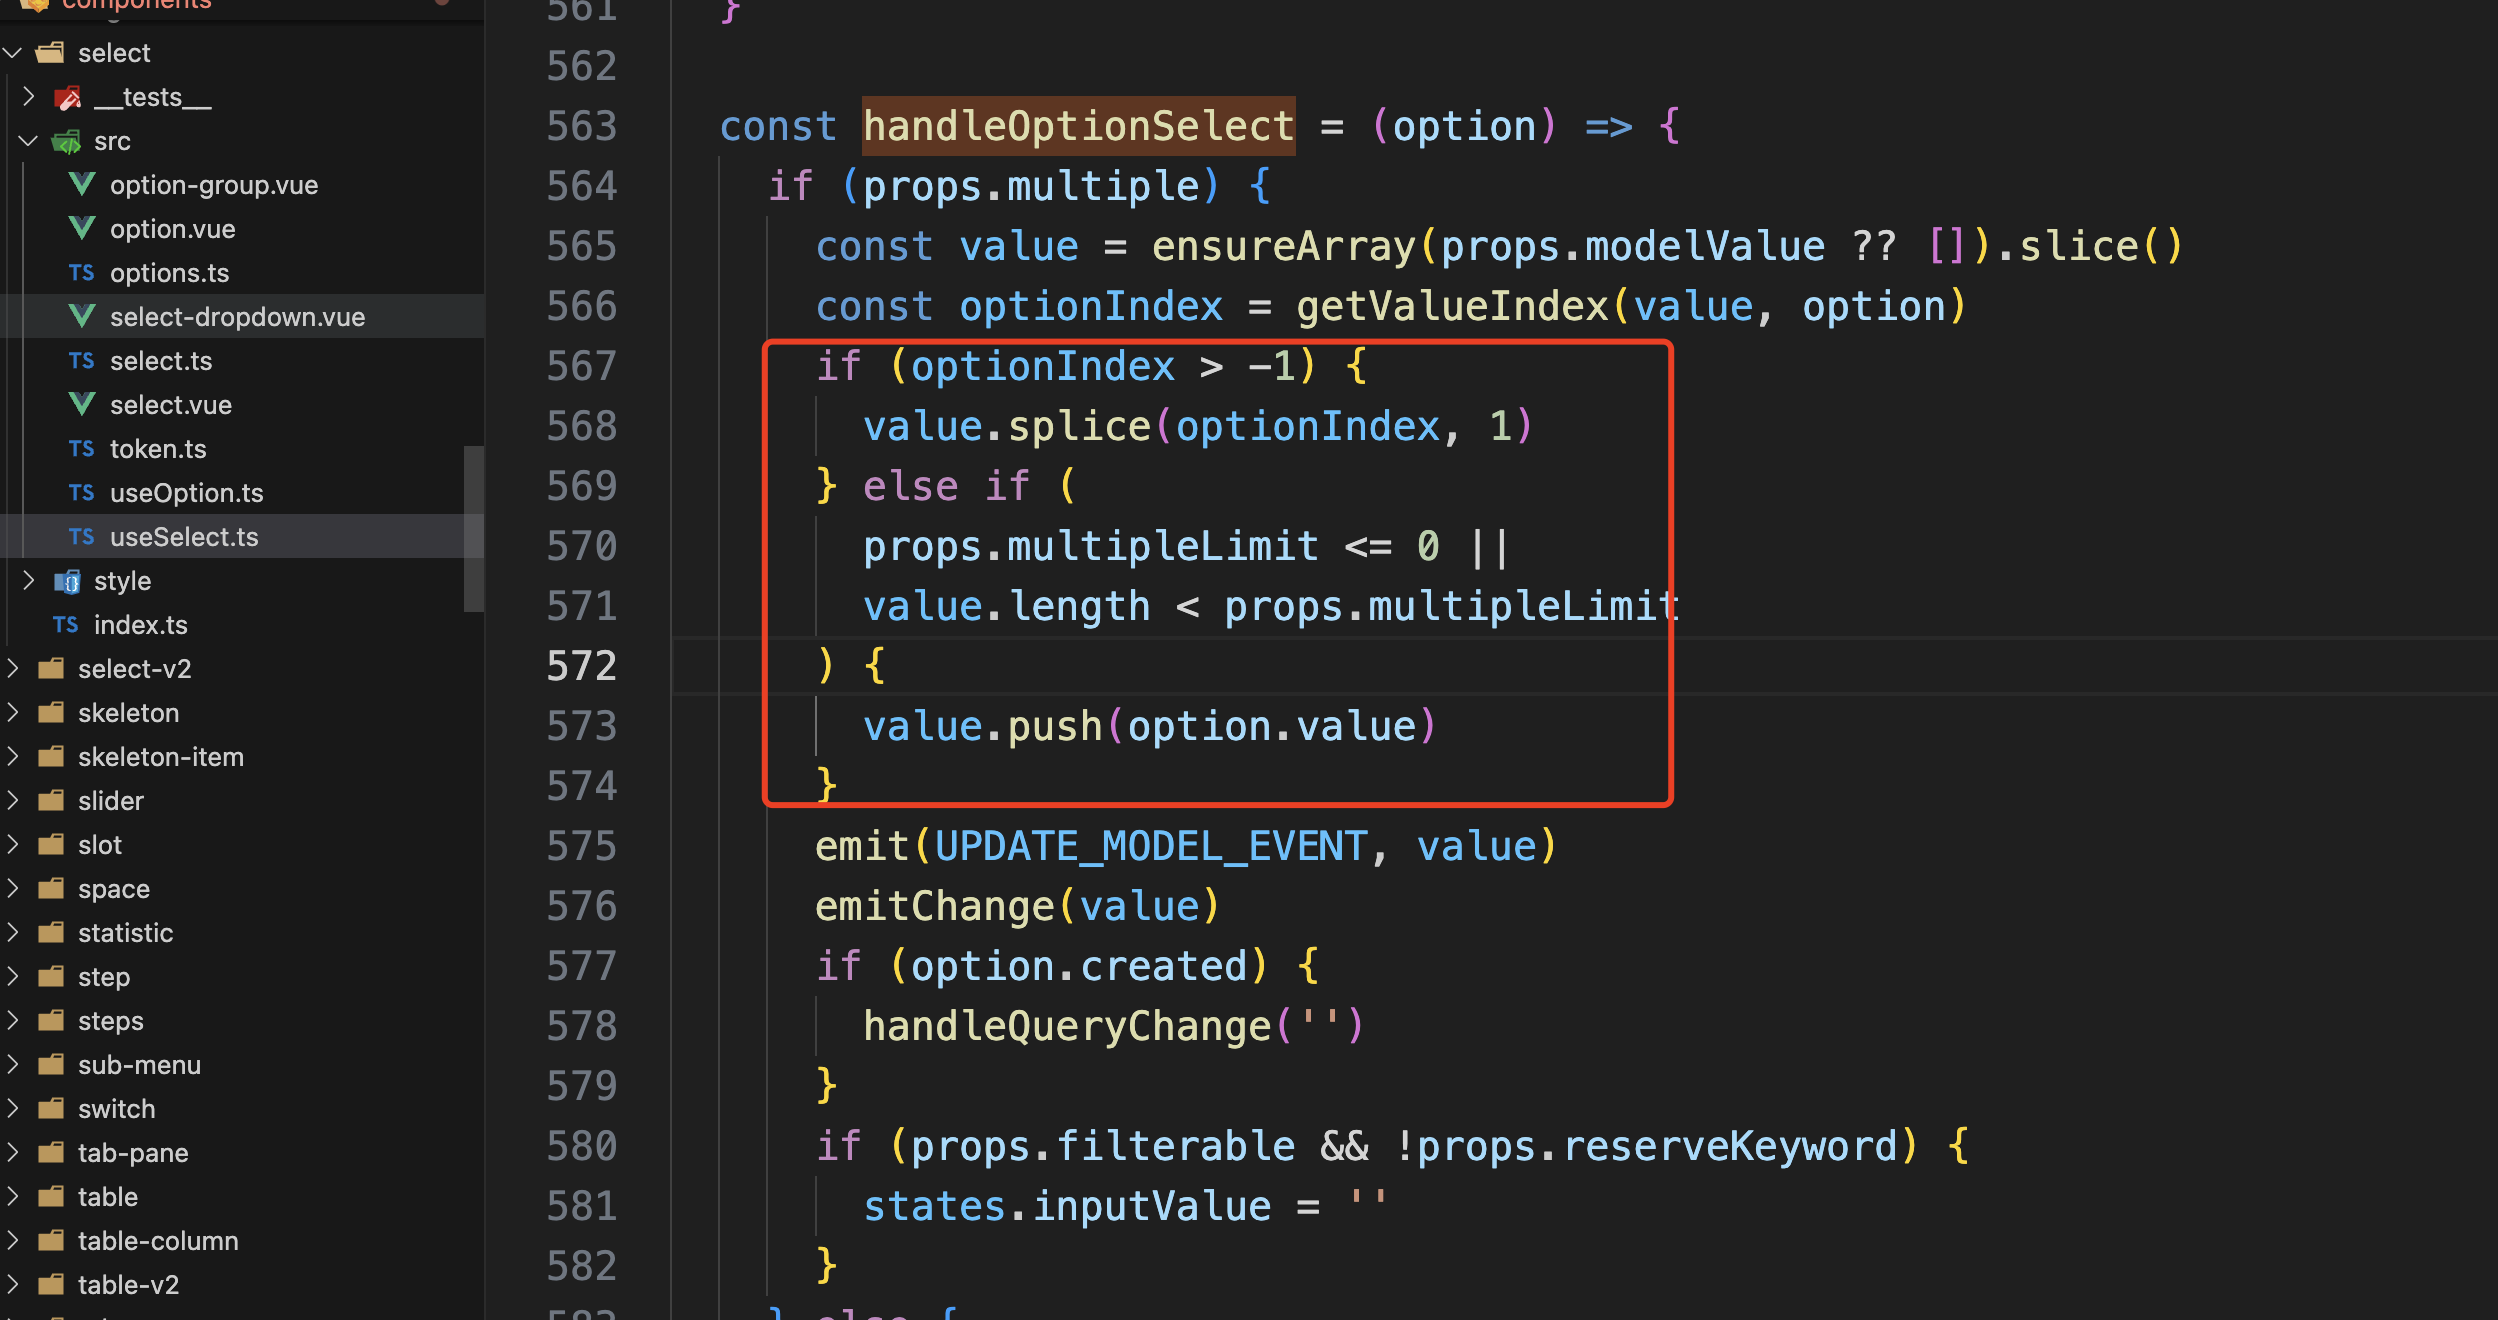 components
select
__tests__
src
option-group.vue
option.vue
TS options.ts
select-dropdown.vue
TS select.ts
select.vue
TS token.ts
TS useOption.ts
TS useSelect.ts
style
TS index.ts
select-v2
skeleton
skeleton-item
slider
slot
space
statistic
step
steps
sub-menu
switch
tab-pane
table
table-column
table-v2
561 }
562
563 const handleOptionSelect = (option) => {
564 if (props.multiple) {
565 const value = ensureArray(props.modelValue ?? []).slice()
566 const optionIndex = getValueIndex(value, option)
567 if (optionIndex > -1) {
568 value.splice(optionIndex, 1)
569 } else if (
570 props.multipleLimit <= 0 ||
571 value.length < props.multipleLimit
572 ) {
573 value.push(option.value)
574 }
575 emit(UPDATE_MODEL_EVENT, value)
576 emitChange(value)
577 if (option.created) {
578 handleQueryChange('')
579 }
580 if (props.filterable && !props.reserveKeyword) {
581 states.inputValue = ''
582 }
583 } else {